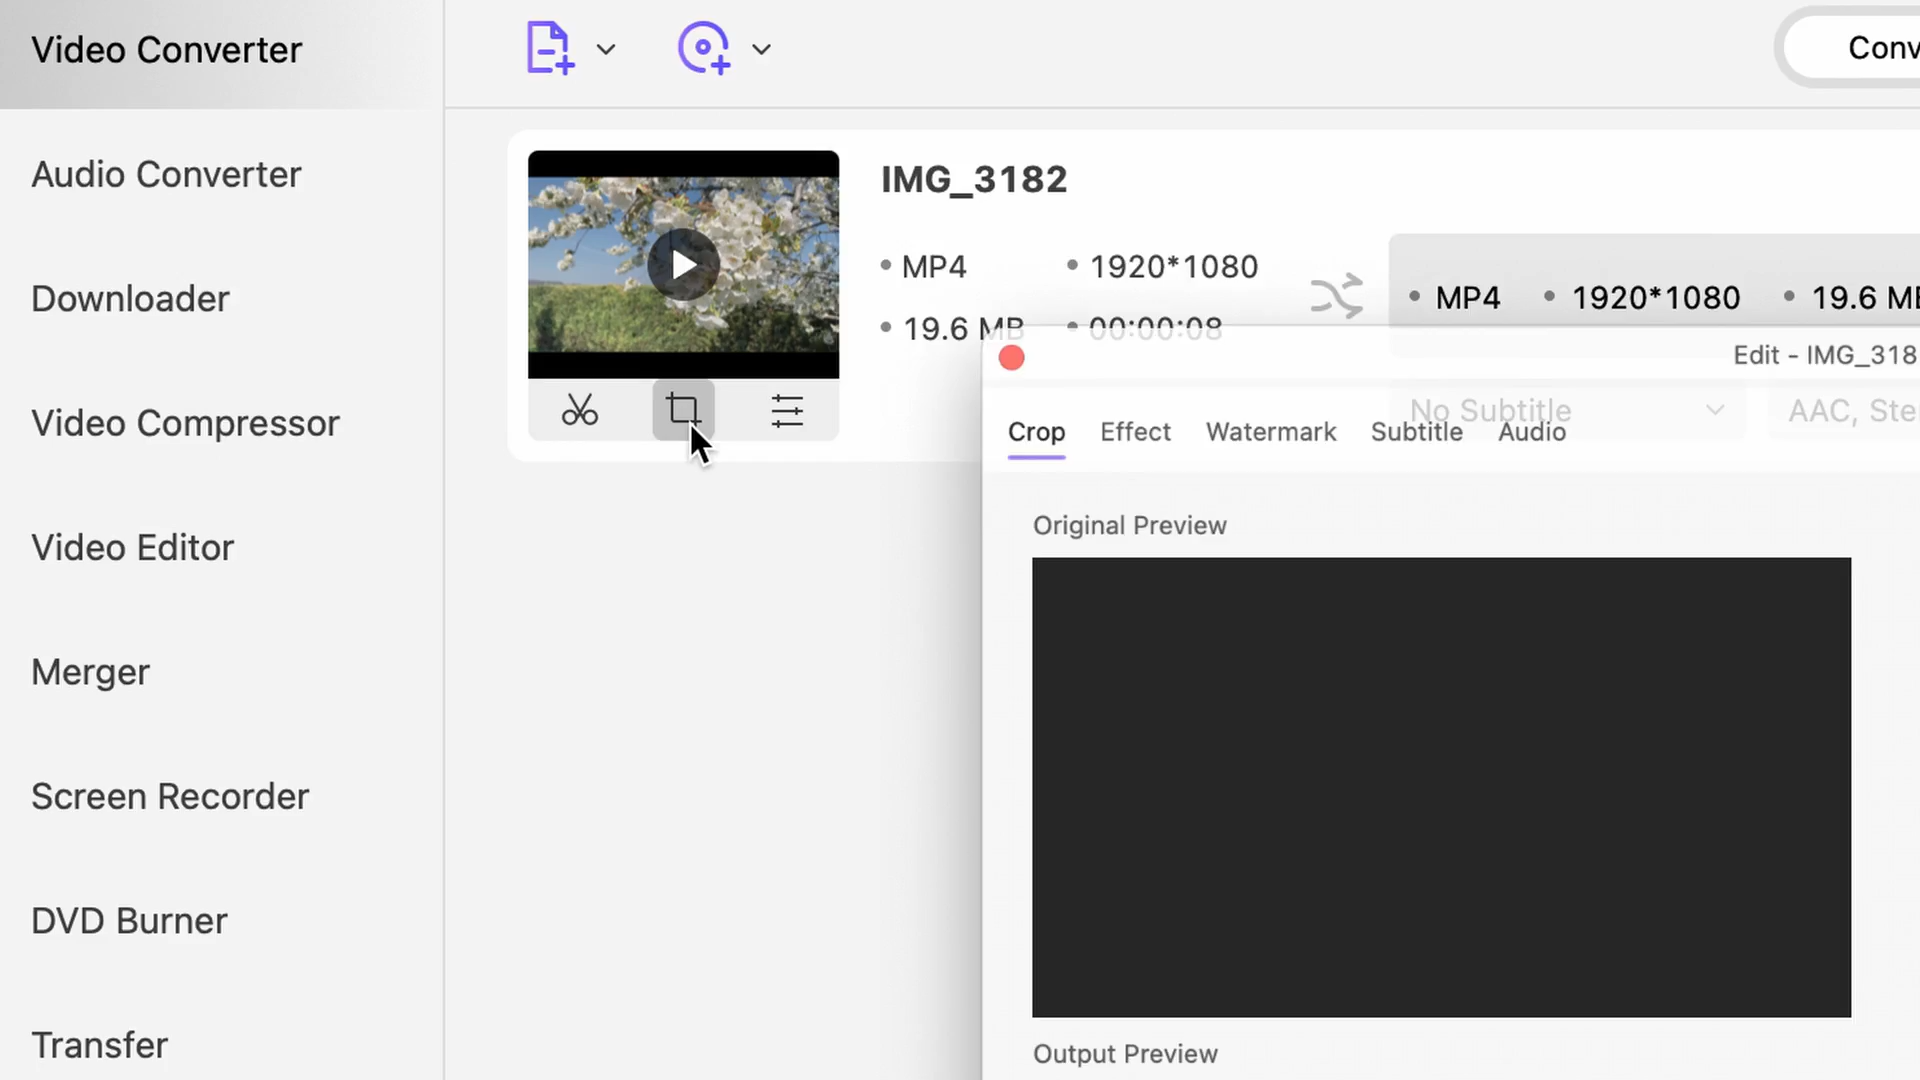 Video Converter
Audio Converter
Downloader
Video Compressor
Video Editor
Merger
Screen Recorder
DVD Burner
Transfer
IMG_3182
• MP4 • 1920*1080
• 19.6 MB • 00:00:08
• MP4 • 1920*1080 • 19.6 MB
No Subtitle
AAC, Ste
Conv
Edit - IMG_318
Crop Effect Watermark Subtitle Audio
Original Preview
Output Preview